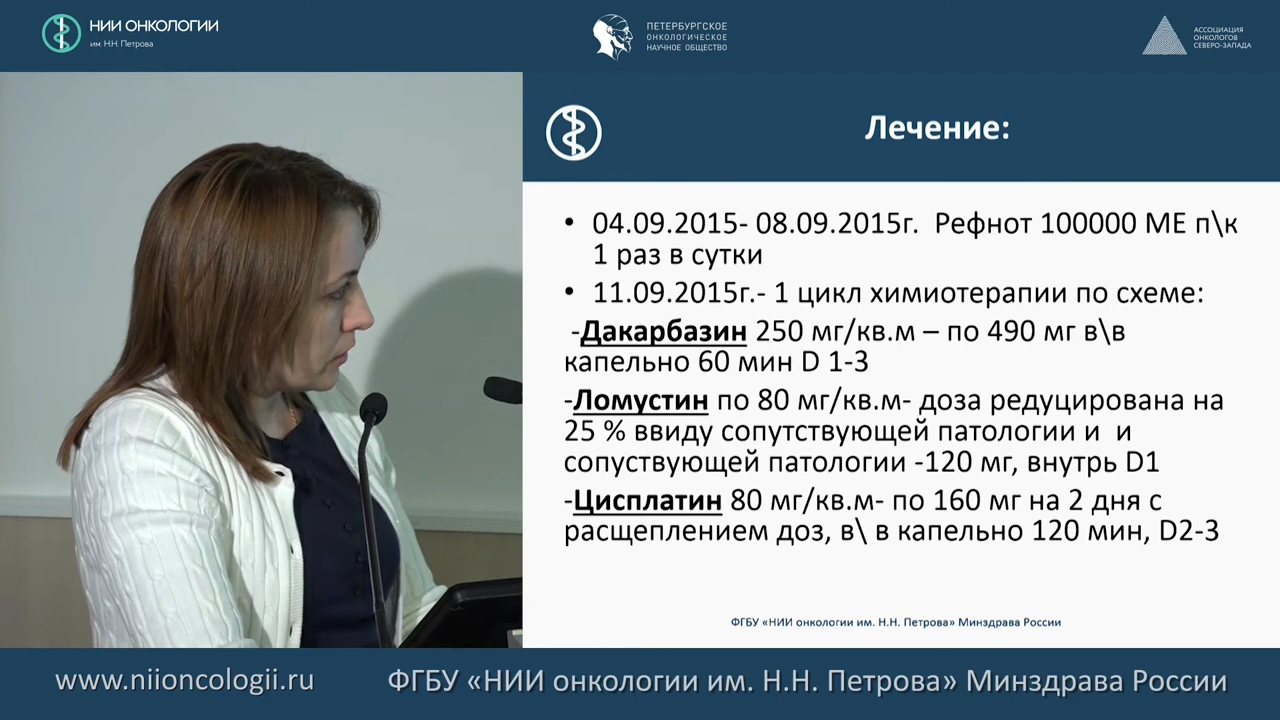 НИИ ОНКОЛОГИИ
им. Н.Н. Петрова
ПЕТЕРБУРГСКОЕ
ОНКОЛОГИЧЕСКОЕ
НАУЧНОЕ ОБЩЕСТВО
АССОЦИАЦИЯ
ОНКОЛОГОВ
СЕВЕРО-ЗАПАДА
Лечение:
• 04.09.2015- 08.09.2015г. Рефнот 100000 МЕ п\к
1 раз в сутки
• 11.09.2015г.- 1 цикл химиотерапии по схеме:
-Дакарбазин 250 мг/кв.м – по 490 мг в\в
капельно 60 мин D 1-3
-Ломустин по 80 мг/кв.м- доза редуцирована на
25 % ввиду сопутствующей патологии и и
сопуствующей патологии -120 мг, внутрь D1
-Цисплатин 80 мг/кв.м- по 160 мг на 2 дня с
расщеплением доз, в\ в капельно 120 мин, D2-3
ФГБУ «НИИ онкологии им. Н.Н. Петрова» Минздрава России
www.niioncologii.ru
ФГБУ «НИИ онкологии им. Н.Н. Петрова» Минздрава России